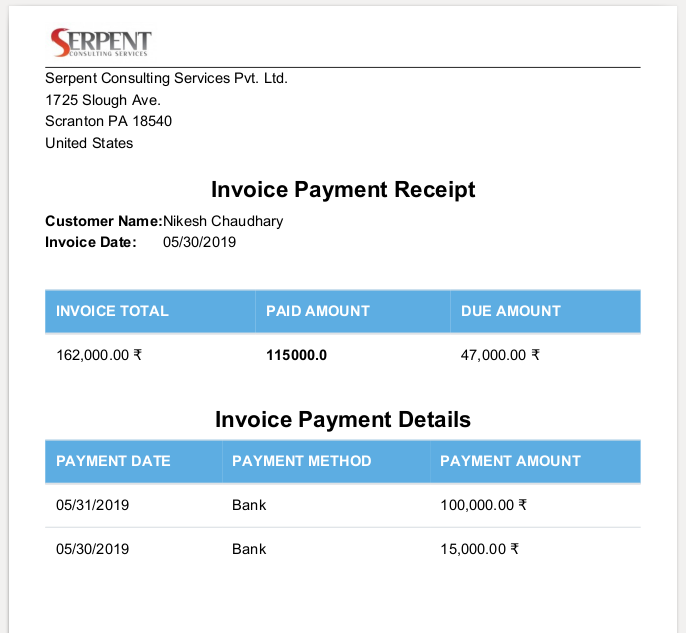 SERPENT
CONSULTING SERVICES
Serpent Consulting Services Pvt. Ltd.
1725 Slough Ave.
Scranton PA 18540
United States
Invoice Payment Receipt
Customer Name:Nikesh Chaudhary
Invoice Date: 05/30/2019
INVOICE TOTAL PAID AMOUNT DUE AMOUNT
162,000.00 ₹ 115000.0 47,000.00 ₹
Invoice Payment Details
PAYMENT DATE PAYMENT METHOD PAYMENT AMOUNT
05/31/2019 Bank 100,000.00 ₹
05/30/2019 Bank 15,000.00 ₹